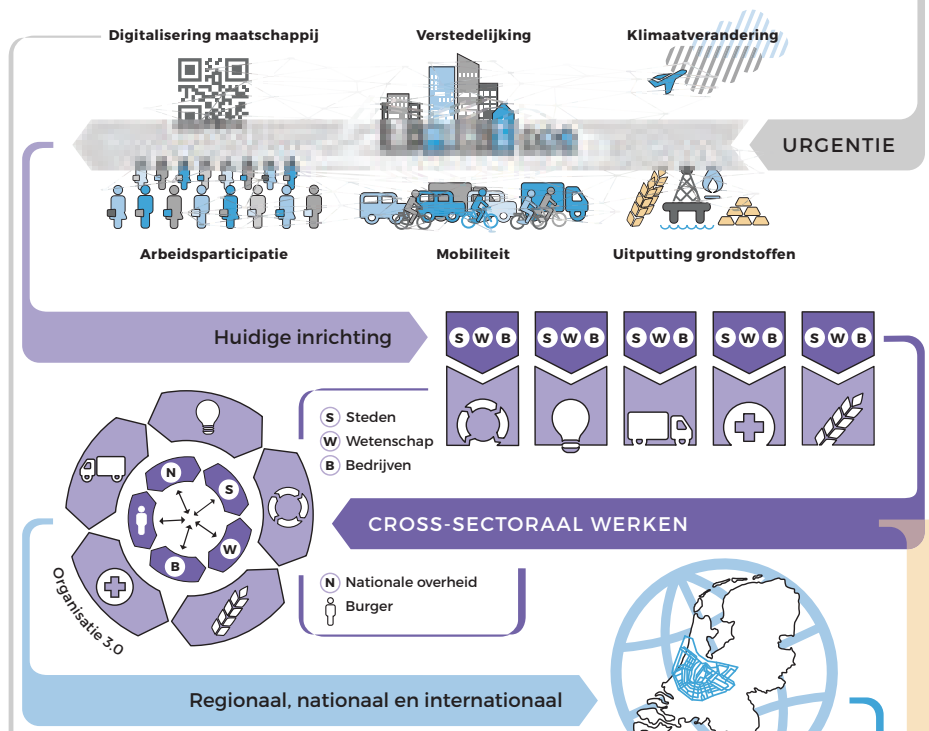 Digitalisering maatschappij
Verstedelijking
Klimaatverandering
URGENTIE
Arbeidsparticipatie
Mobiliteit
Uitputting grondstoffen
Huidige inrichting
S W B
S W B
S W B
S W B
S W B
S Steden
W Wetenschap
B Bedrijven
N
S
W
B
CROSS-SECTORAAL WERKEN
N Nationale overheid
Burger
Organisatie 3.0
Regionaal, nationaal en internationaal